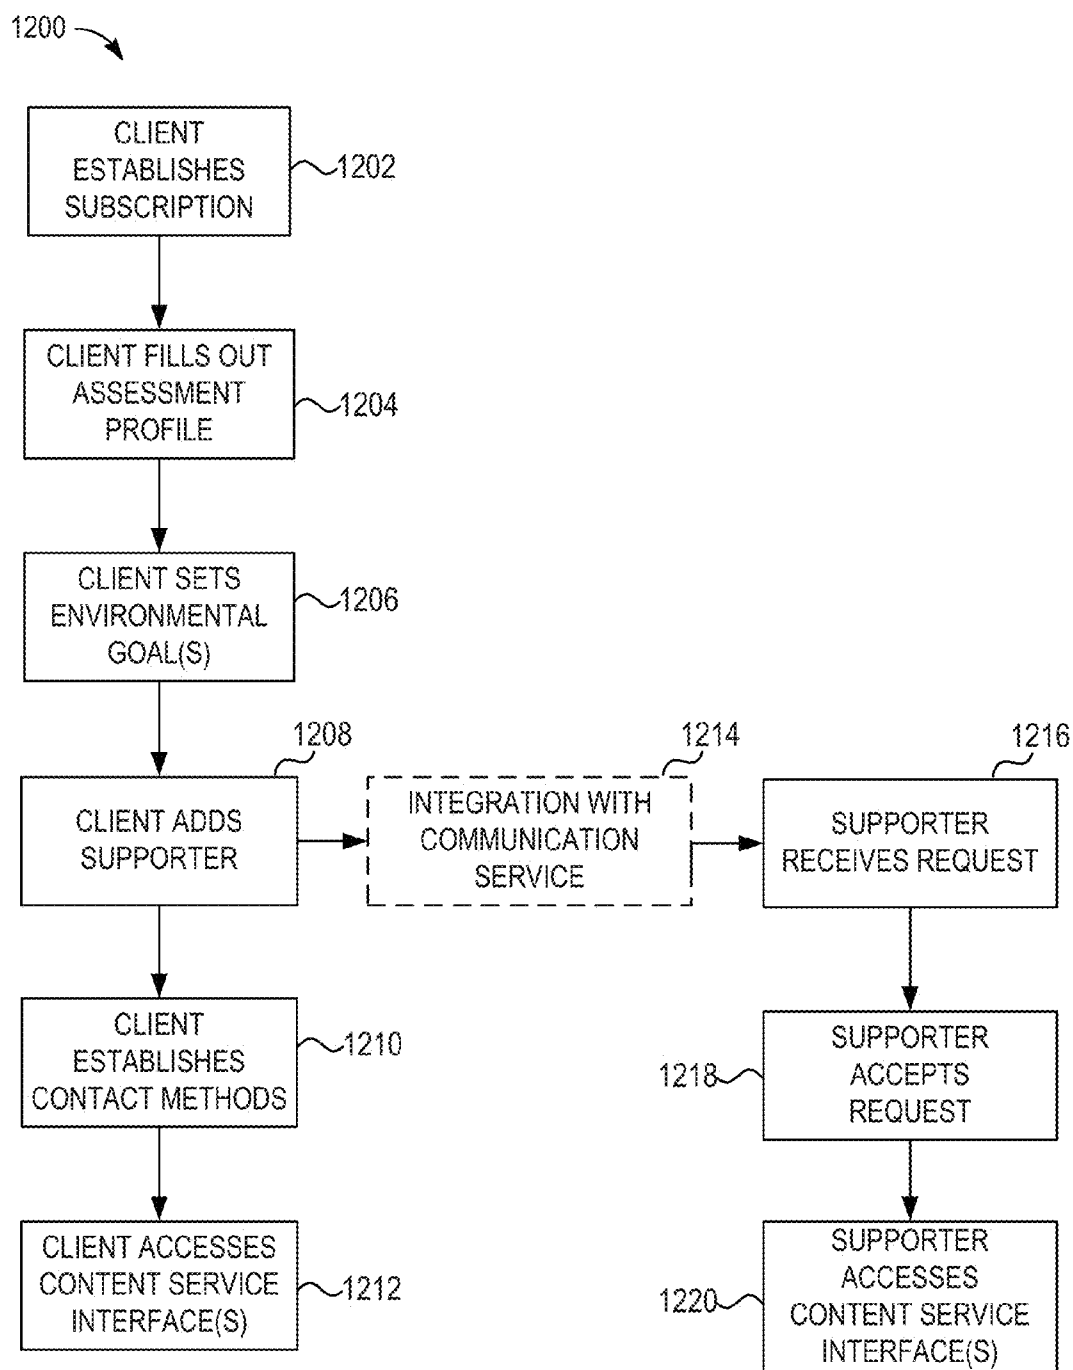 1200
CLIENT
ESTABLISHES
SUBSCRIPTION
1202
CLIENT FILLS OUT
ASSESSMENT
PROFILE
1204
CLIENT SETS
ENVIRONMENTAL
GOAL(S)
1206
1208
CLIENT ADDS
SUPPORTER
1214
INTEGRATION WITH
COMMUNICATION
SERVICE
1216
SUPPORTER
RECEIVES REQUEST
CLIENT
ESTABLISHES
CONTACT METHODS
1210
1218
SUPPORTER
ACCEPTS
REQUEST
CLIENT ACCESSES
CONTENT SERVICE
INTERFACE(S)
1212
1220
SUPPORTER
ACCESSES
CONTENT SERVICE
INTERFACE(S)